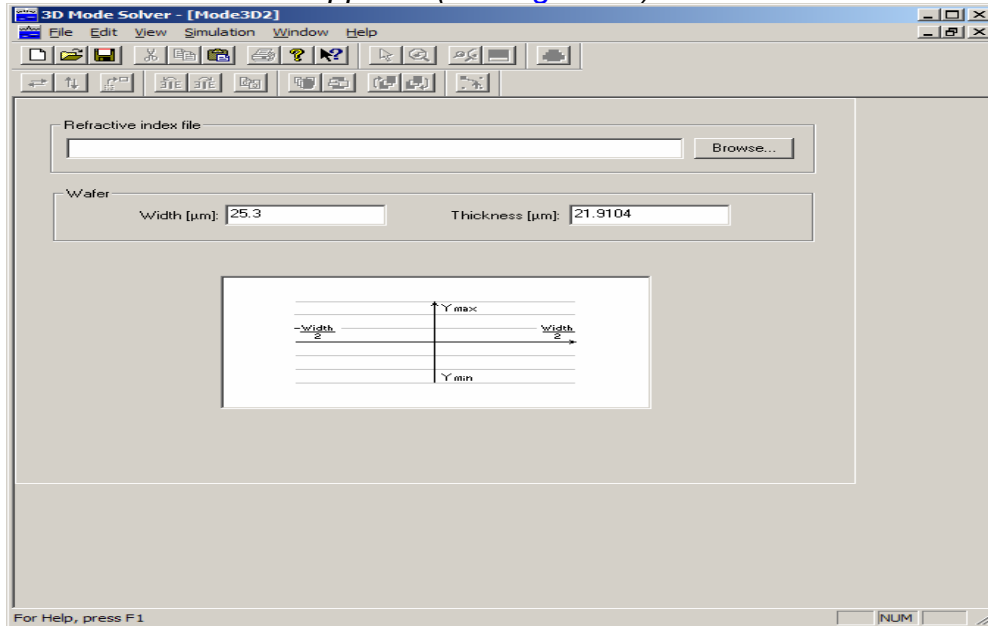 3D Mode Solver - [Mode3D2]
File Edit View Simulation Window Help
Refractive index file
Browse...
Wafer
Width [µm]: 25.3 Thickness [µm]: 21.9104
Y max
-Width Width
2 2
Y min
For Help, press F1 NUM